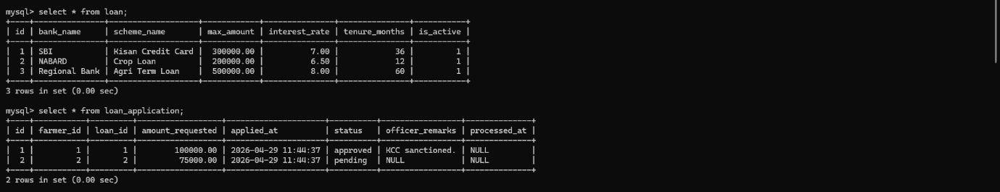 mysql> select * from loan;
+----+---------------+-------------------+------------+---------------+---------------+-----------+
| id | bank_name     | scheme_name       | max_amount | interest_rate | tenure_months | is_active |
+----+---------------+-------------------+------------+---------------+---------------+-----------+
|  1 | SBI           | Kisan Credit Card |  300000.00 |          7.00 |            36 |         1 |
|  2 | NABARD        | Crop Loan         |  200000.00 |          6.50 |            12 |         1 |
|  3 | Regional Bank | Agri Term Loan    |  500000.00 |          8.00 |            60 |         1 |
+----+---------------+-------------------+------------+---------------+---------------+-----------+
3 rows in set (0.00 sec)
mysql> select * from loan_application;
+----+-----------+---------+------------------+---------------------+----------+-----------------+--------------+
| id | farmer_id | loan_id | amount_requested | applied_at          | status   | officer_remarks | processed_at |
+----+-----------+---------+------------------+---------------------+----------+-----------------+--------------+
|  1 |         1 |       1 |        100000.00 | 2026-04-29 11:44:37 | approved | KCC sanctioned. | NULL         |
|  2 |         2 |       2 |         75000.00 | 2026-04-29 11:44:37 | pending  | NULL            | NULL         |
+----+-----------+---------+------------------+---------------------+----------+-----------------+--------------+
2 rows in set (0.00 sec)